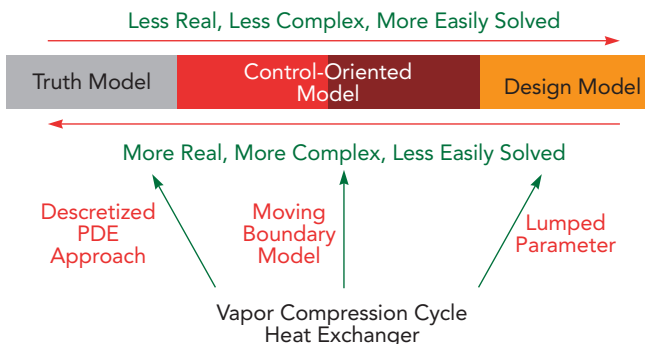 Less Real, Less Complex, More Easily Solved
Truth Model
Control-Oriented
Model
Design Model
More Real, More Complex, Less Easily Solved
Descretized
PDE
Approach
Moving
Boundary
Model
Lumped
Parameter
Vapor Compression Cycle
Heat Exchanger